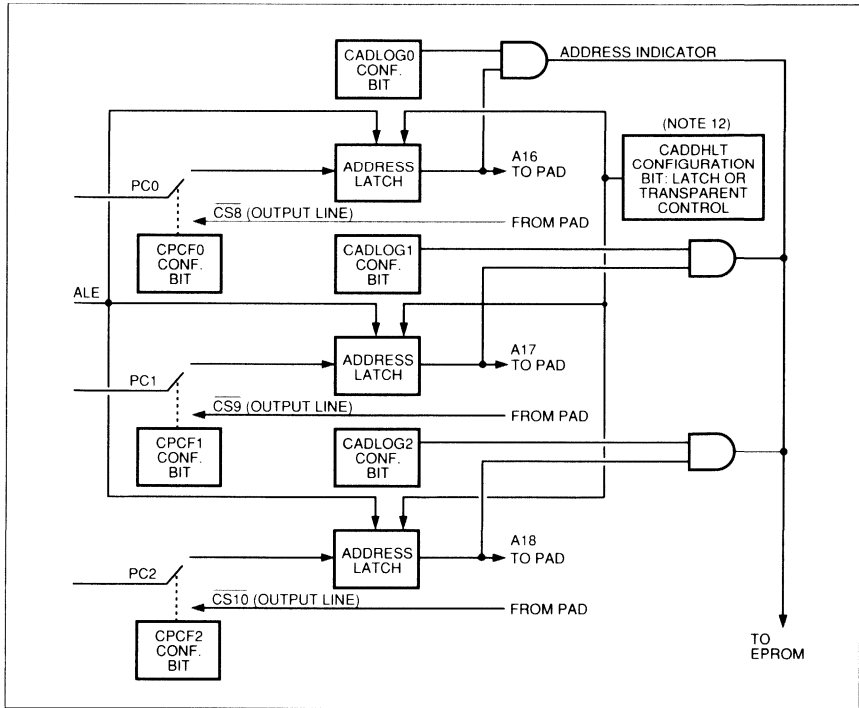 CADLOG0
CONF.
BIT
ADDRESS INDICATOR
(NOTE 12)
CADDHLT
CONFIGURATION
BIT: LATCH OR
TRANSPARENT
CONTROL
ADDRESS
LATCH
A16
TO PAD
PC0
CS8 (OUTPUT LINE)
FROM PAD
CPCF0
CONF.
BIT
CADLOG1
CONF.
BIT
ALE
ADDRESS
LATCH
A17
TO PAD
PC1
CS9 (OUTPUT LINE)
FROM PAD
CPCF1
CONF.
BIT
CADLOG2
CONF.
BIT
ADDRESS
LATCH
A18
TO PAD
PC2
CS10 (OUTPUT LINE)
FROM PAD
CPCF2
CONF.
BIT
TO
EPROM